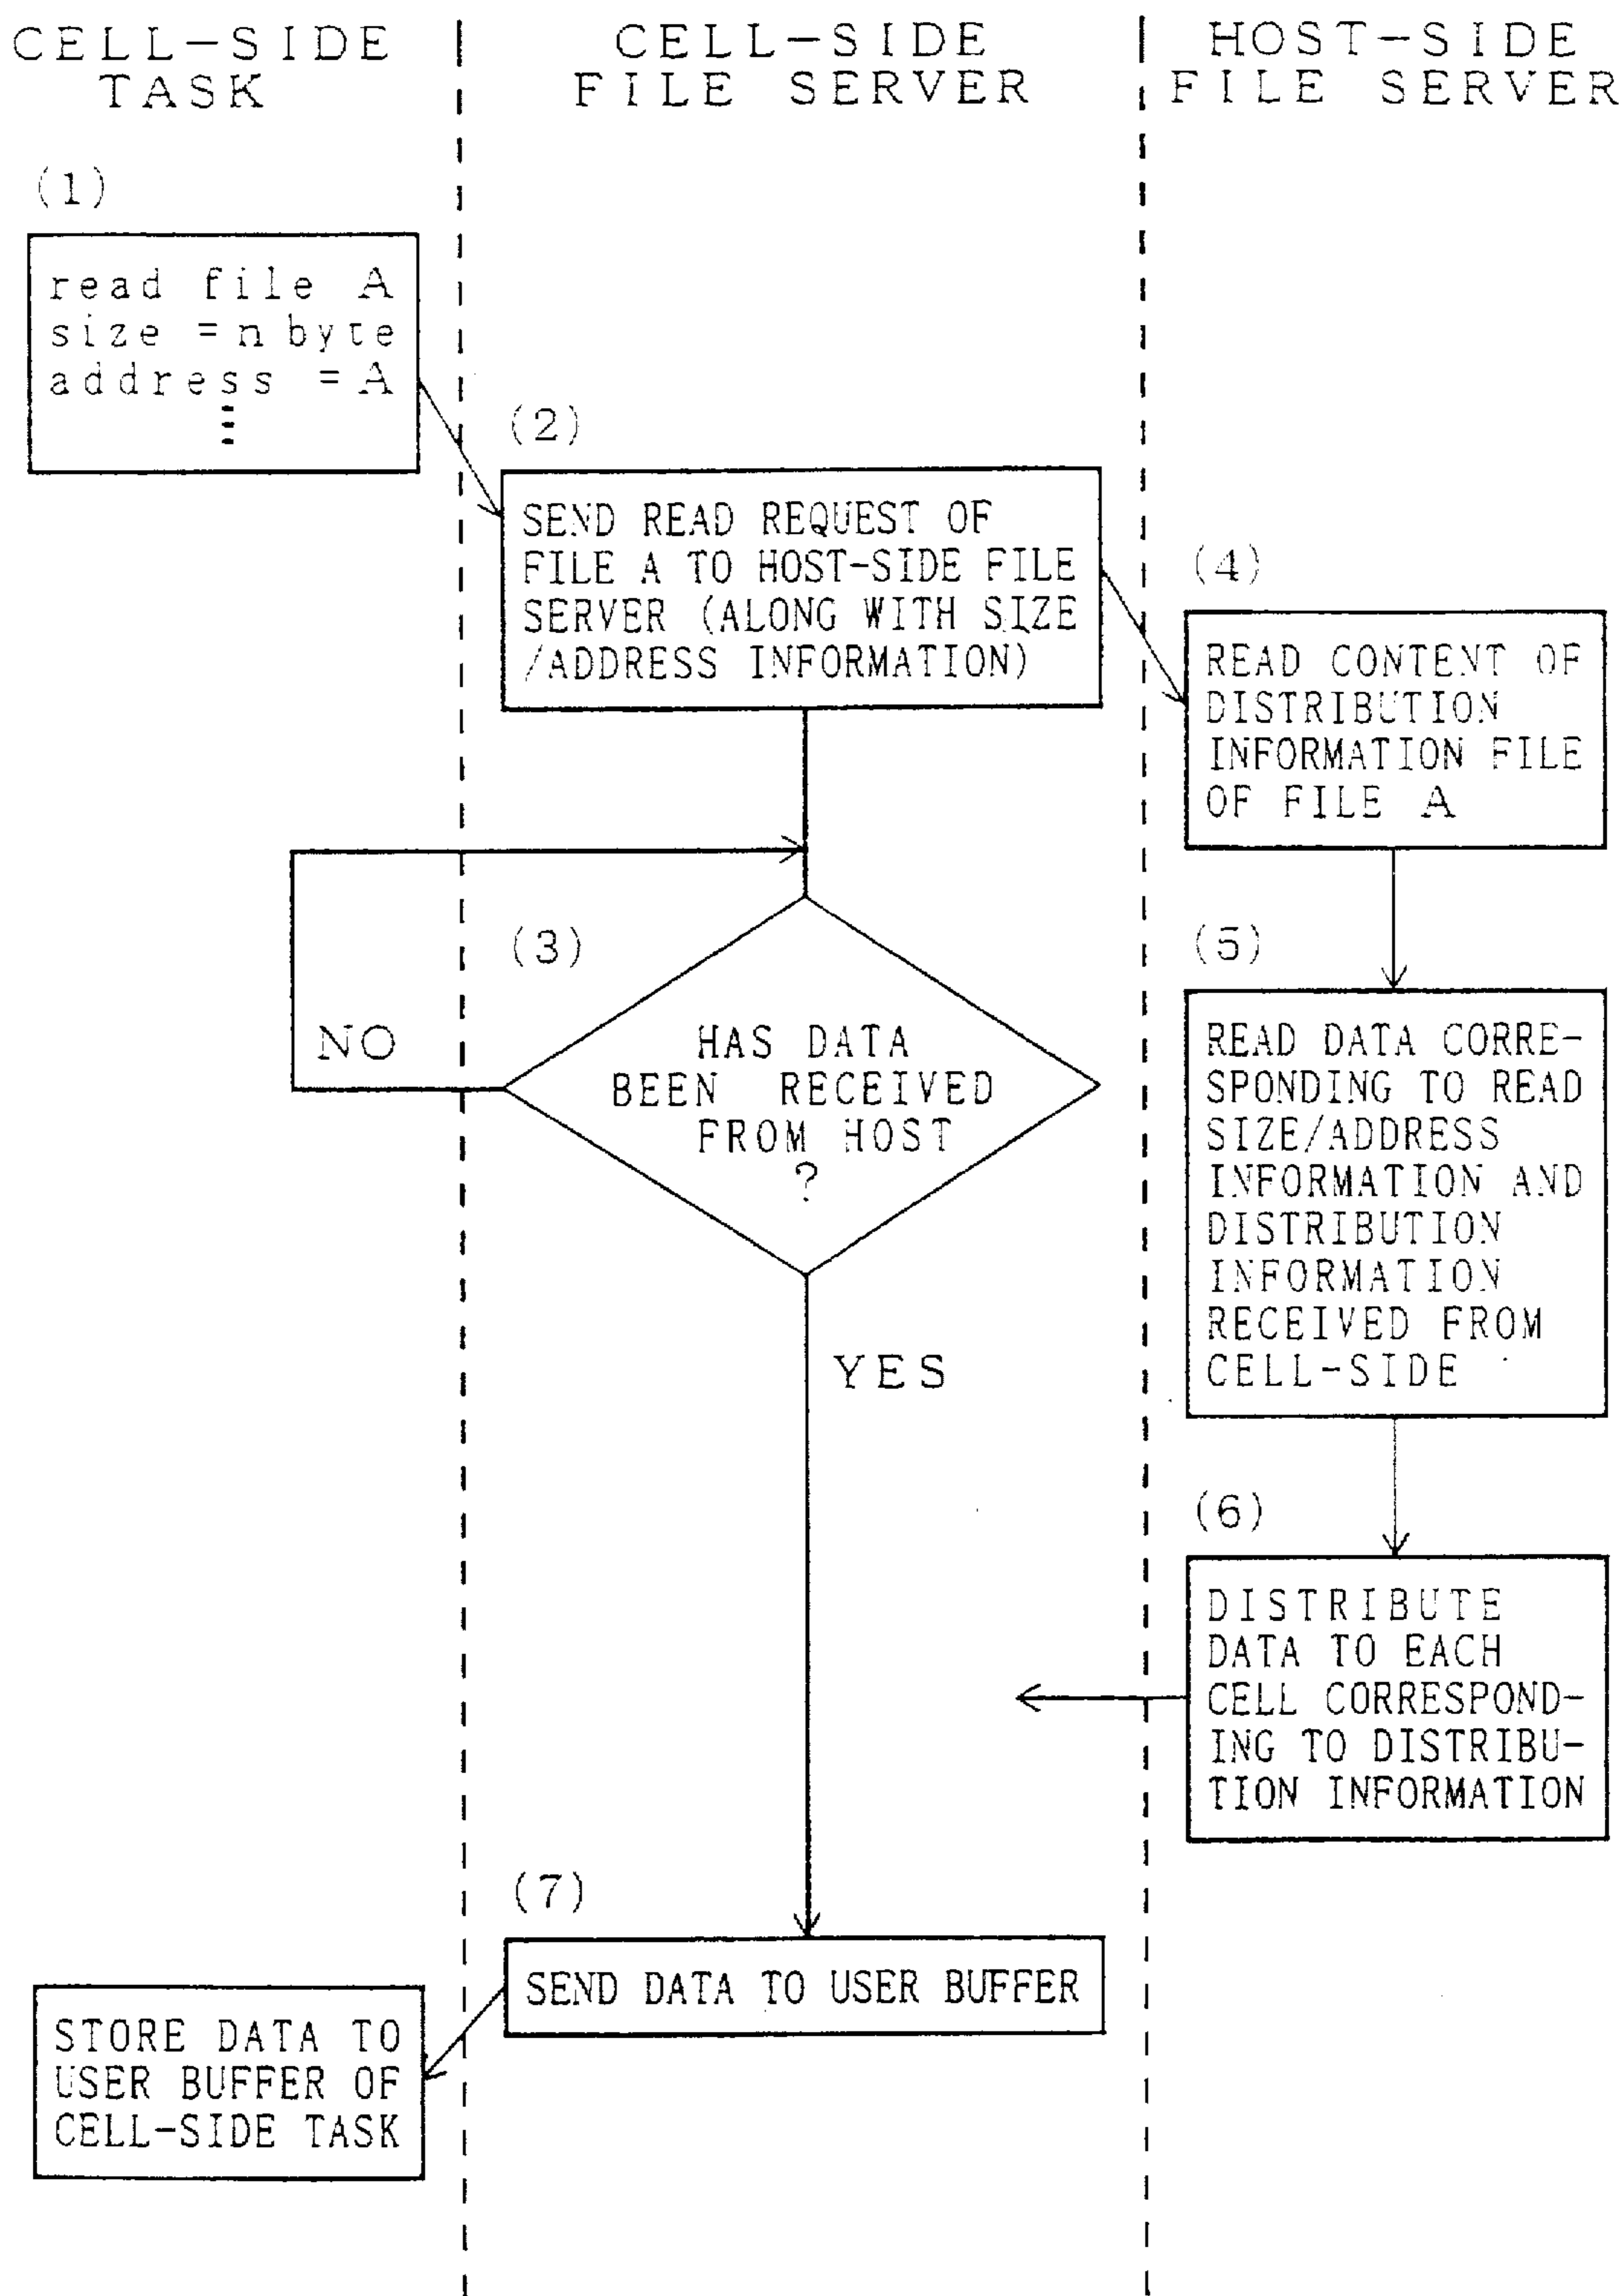 CELL-SIDE
TASK
CELL-SIDE
FILE SERVER
HOST-SIDE
FILE SERVER
(1)
read file A
size =n byte
address =A
(2)
SEND READ REQUEST OF
FILE A TO HOST-SIDE FILE
SERVER (ALONG WITH SIZE
/ADDRESS INFORMATION)
(4)
READ CONTENT OF
DISTRIBUTION
INFORMATION FILE
OF FILE A
(3)
HAS DATA
BEEN RECEIVED
FROM HOST
?
NO
YES
(5)
READ DATA CORRE-
SPONDING TO READ
SIZE/ADDRESS
INFORMATION AND
DISTRIBUTION
INFORMATION
RECEIVED FROM
CELL-SIDE
(6)
DISTRIBUTE
DATA TO EACH
CELL CORRESPOND-
ING TO DISTRIBU-
TION INFORMATION
(7)
SEND DATA TO USER BUFFER
STORE DATA TO
USER BUFFER OF
CELL-SIDE TASK